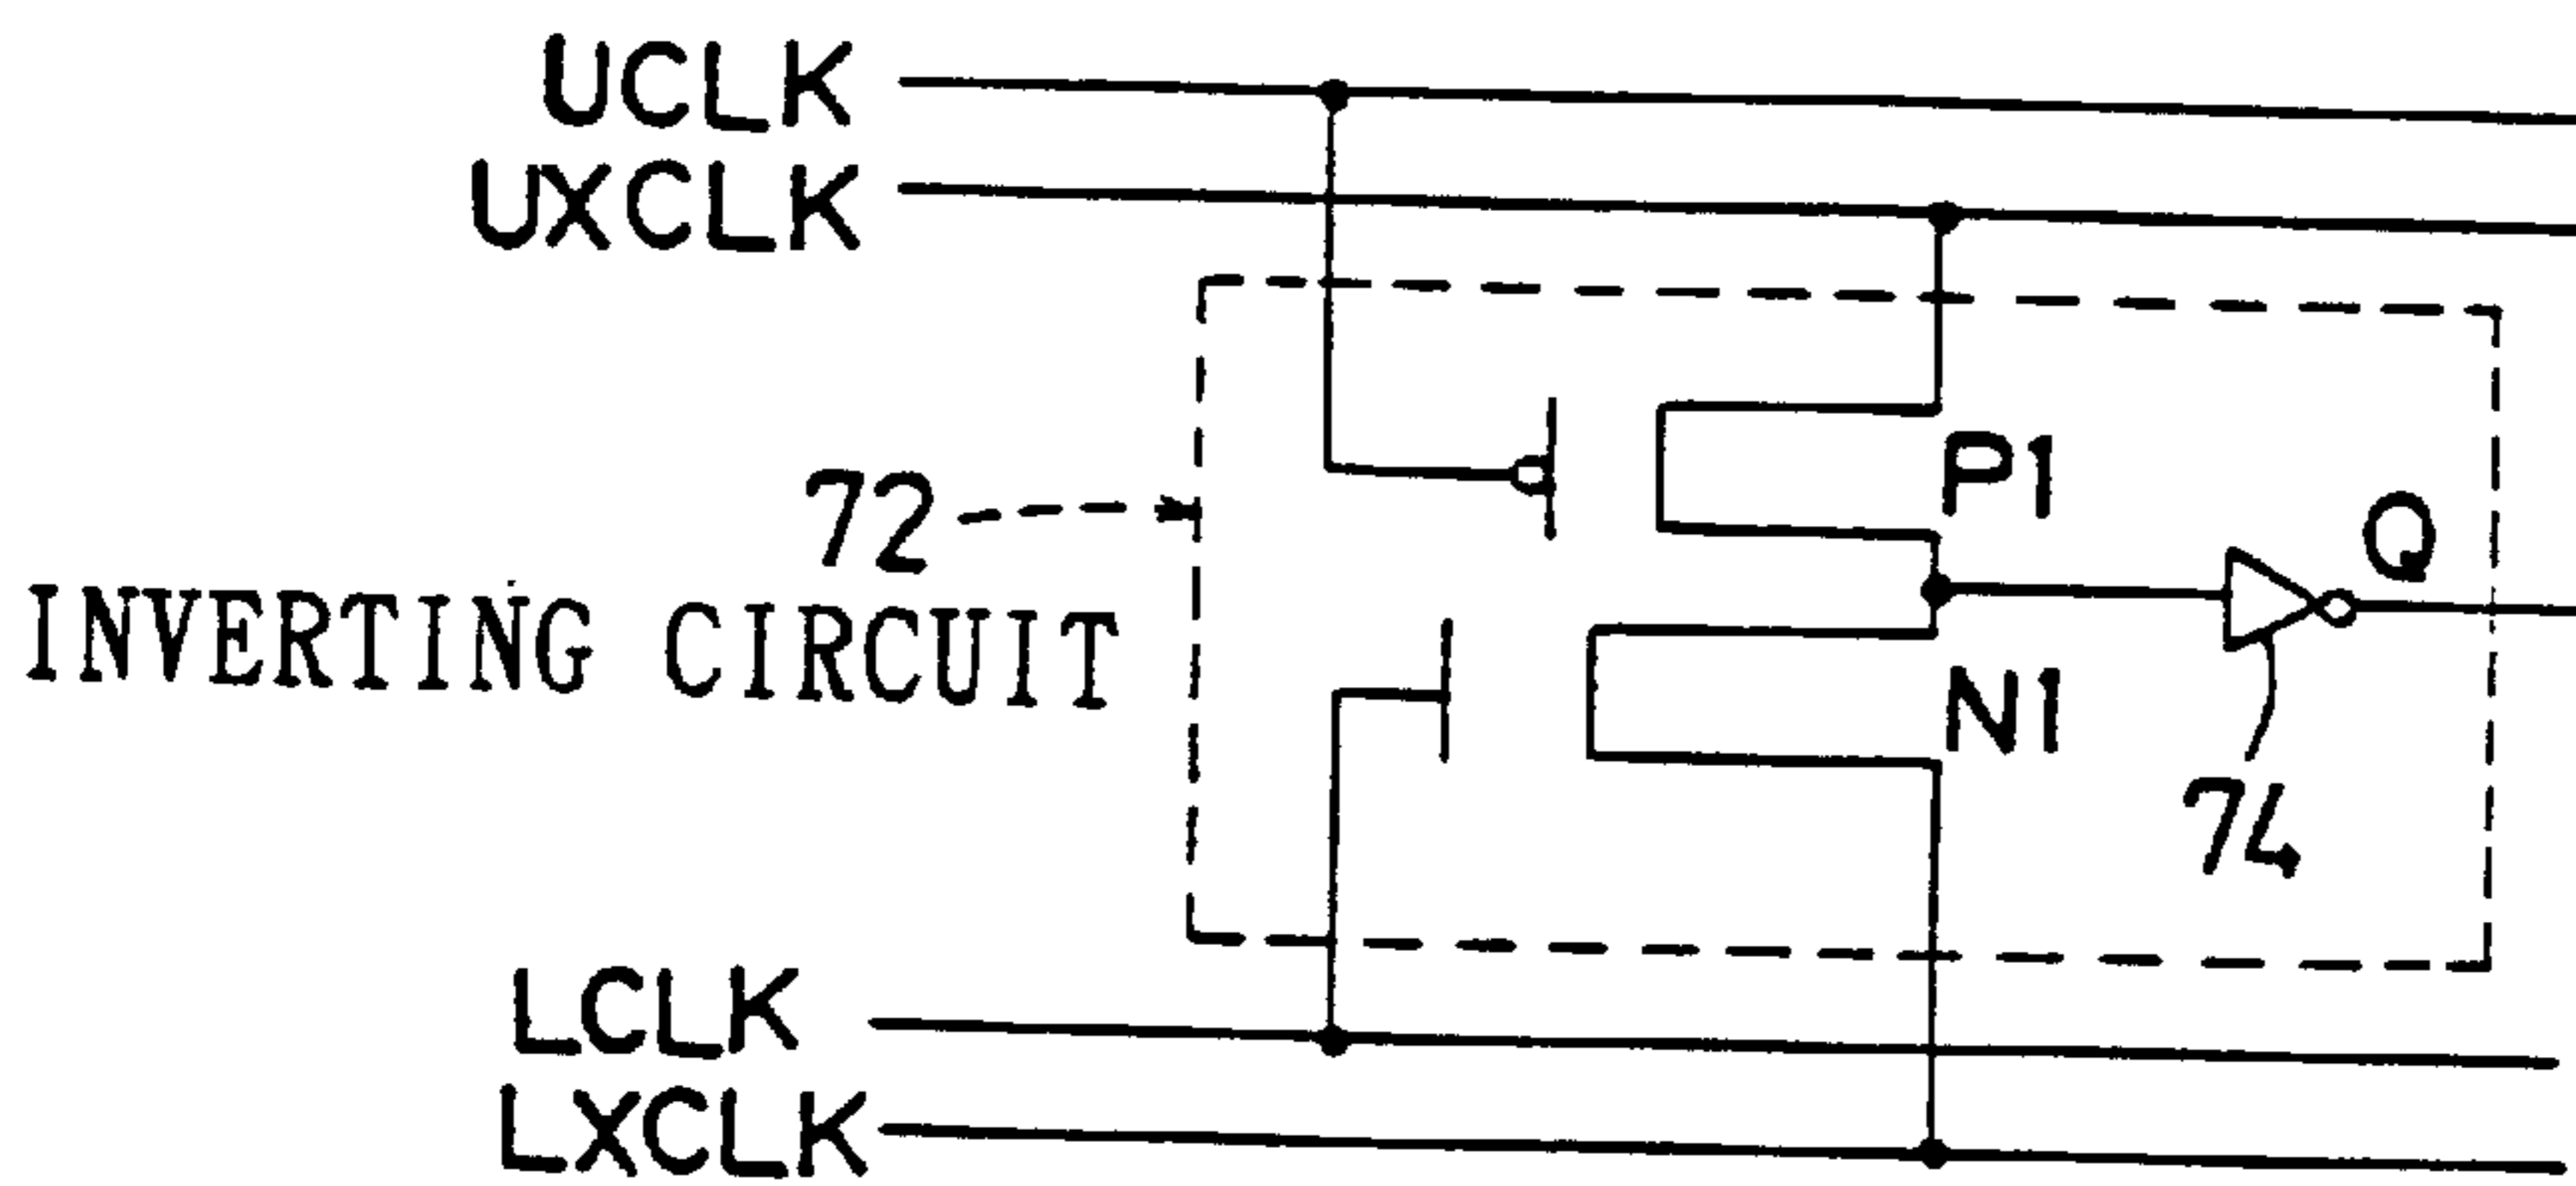 UCLK
UXCLK
P1
72
Q
INVERTING CIRCUIT
N1
74
LCLK
LXCLK